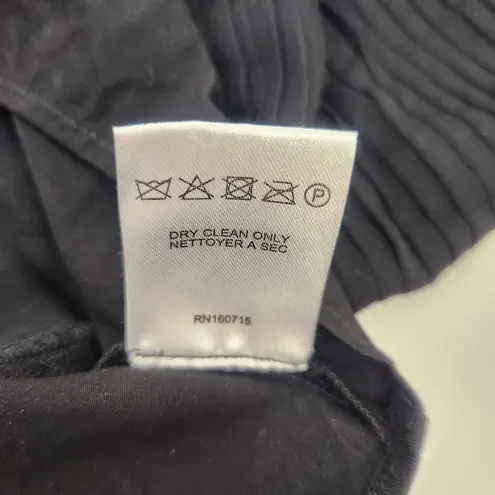 P
DRY CLEAN ONLY
NETTOYER A SEC
RN160715